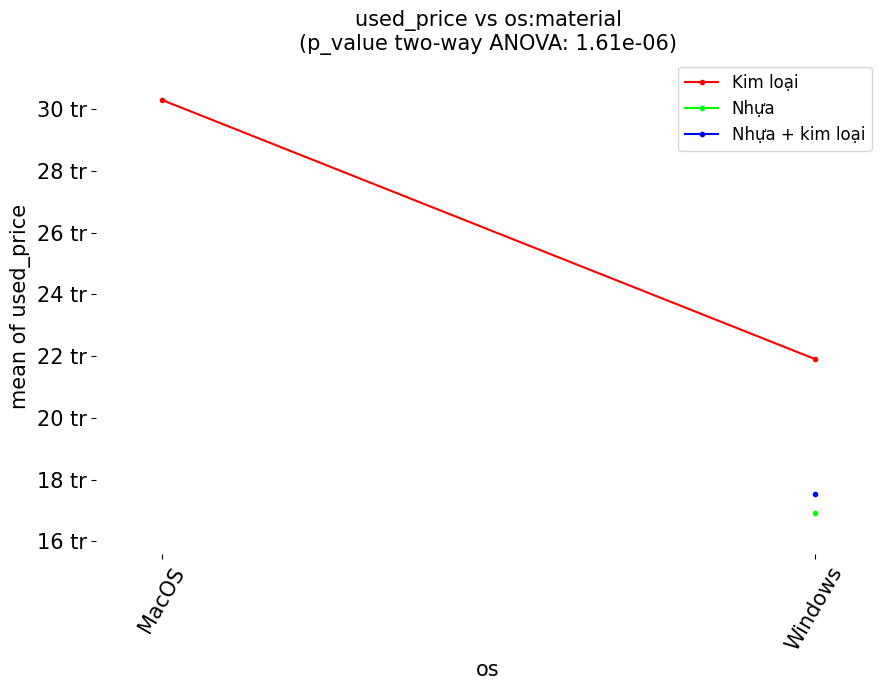 used_price vs os:material
(p_value two-way ANOVA: 1.61e-06)
Kim loại
Nhựa
Nhựa + kim loại
30 tr
28 tr
26 tr
24 tr
22 tr
20 tr
18 tr
16 tr
mean of used_price
MacOS
Windows
os